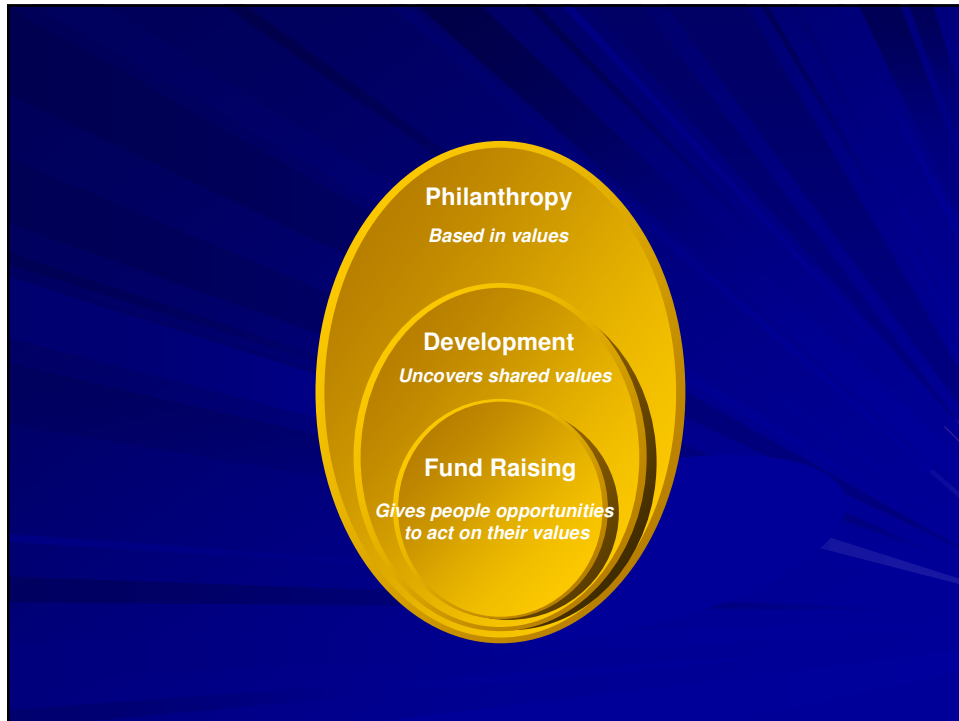 Philanthropy
Based in values
Development
Uncovers shared values
Fund Raising
Gives people opportunities
to act on their values